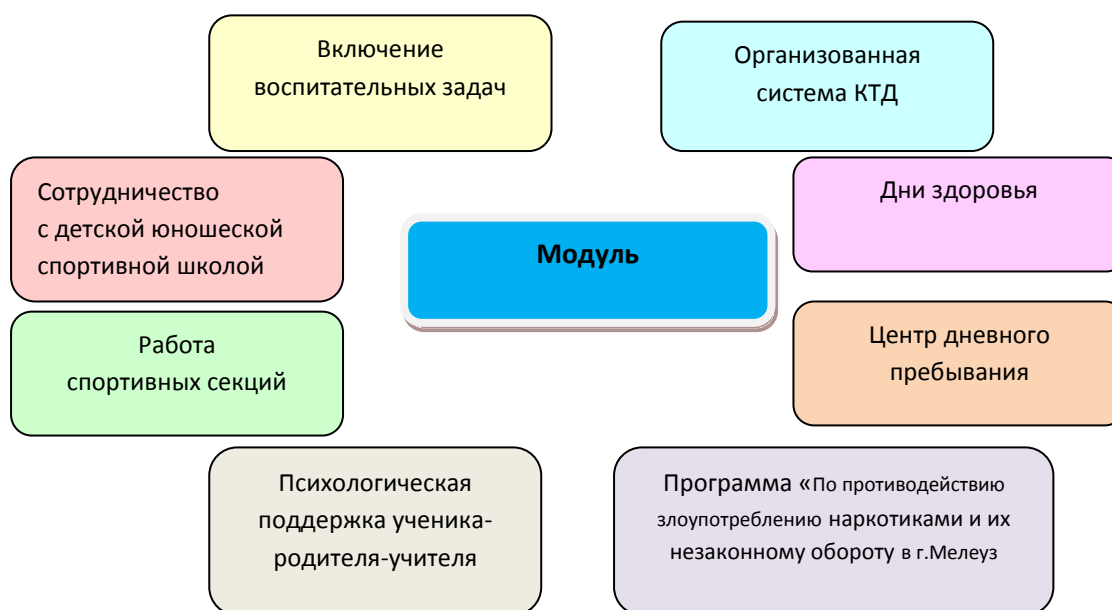 Включение
воспитательных задач
Организованная
система КТД
Сотрудничество
с детской юношеской
спортивной школой
Дни здоровья
Модуль
Работа
спортивных секций
Центр дневного
пребывания
Психологическая
поддержка ученика-
родителя-учителя
Программа «По противодействию
злоупотреблению наркотиками и их
незаконному обороту в г.Мелеуз